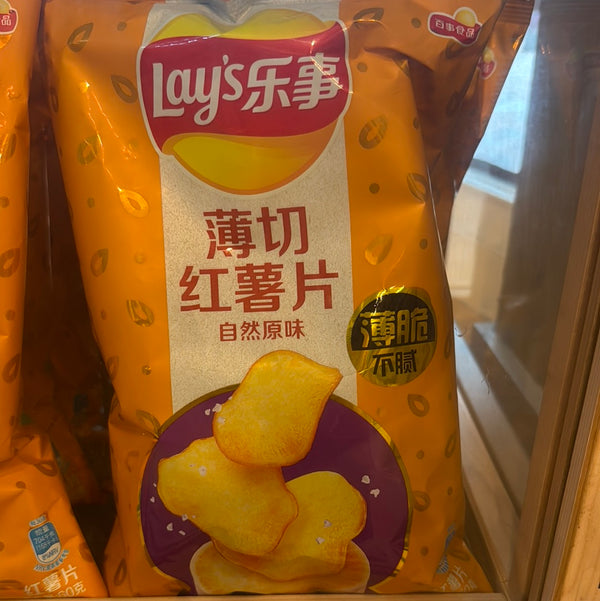 百事食品
Lay's乐事
薄切
红薯片
自然原味
薄脆
不腻
红薯片